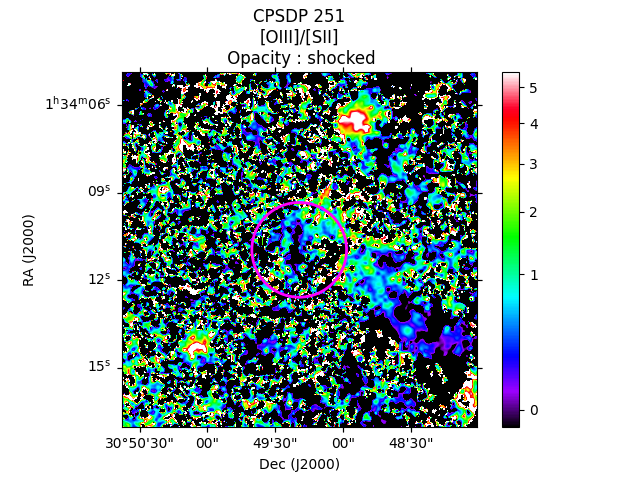 CPSDP 251
[OIII]/[SII]
Opacity : shocked
1ʰ34ᵐ06ˢ
09ˢ
12ˢ
15ˢ
RA (J2000)
30°50'30" 00" 49'30" 00" 48'30"
Dec (J2000)
5
4
3
2
1
0